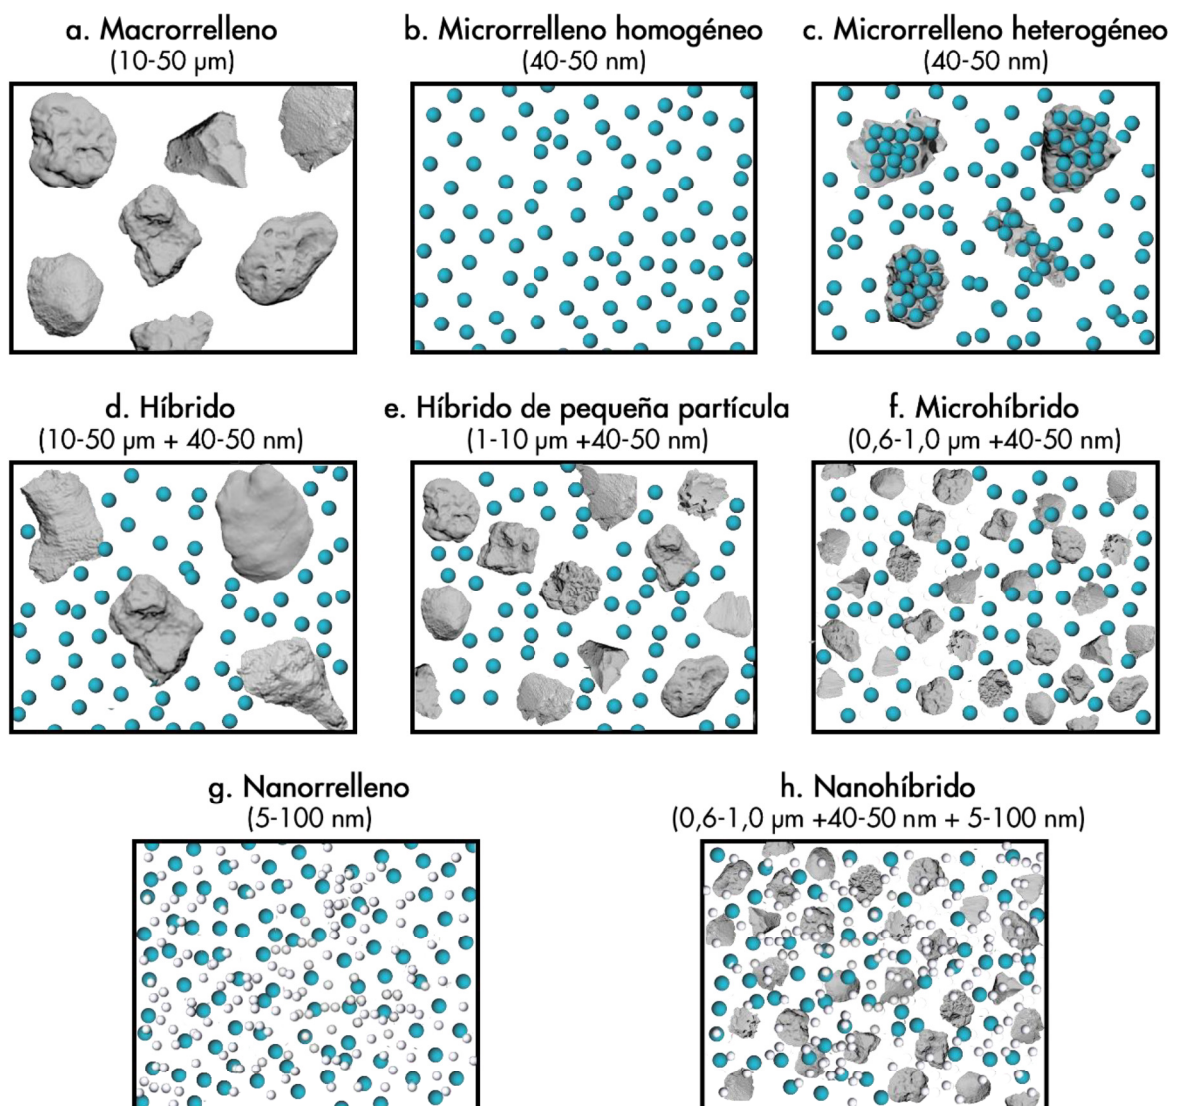 a. Macrorrelleno
(10-50 µm)
b. Microrrelleno homogéneo
(40-50 nm)
c. Microrrelleno heterogéneo
(40-50 nm)
d. Híbrido
(10-50 µm + 40-50 nm)
e. Híbrido de pequeña partícula
(1-10 µm +40-50 nm)
f. Microhíbrido
(0,6-1,0 µm +40-50 nm)
g. Nanorrelleno
(5-100 nm)
h. Nanohíbrido
(0,6-1,0 µm +40-50 nm + 5-100 nm)